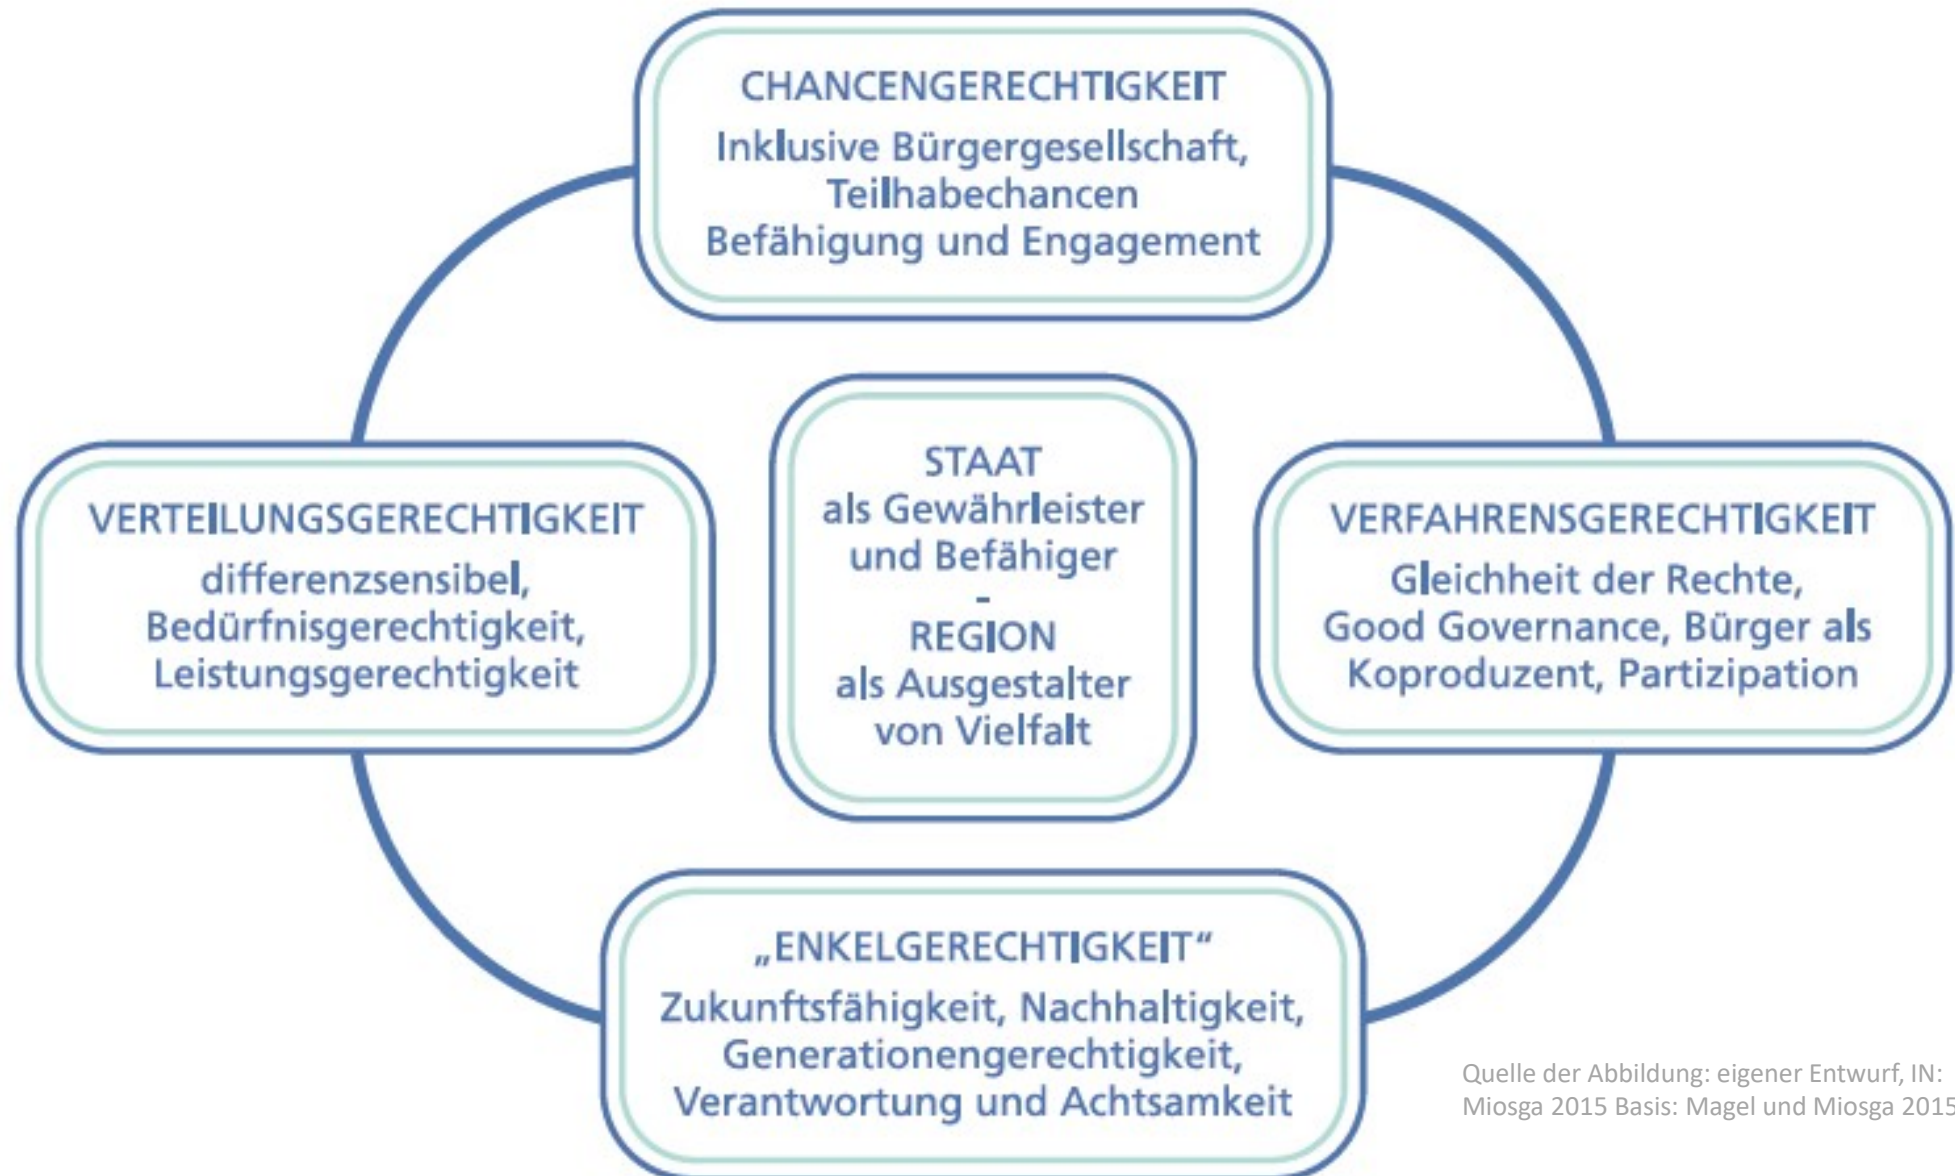 CHANCENGERECHTIGKEIT
Inklusive Bürgergesellschaft,
Teilhabechancen
Befähigung und Engagement
VERTEILUNGSGERECHTIGKEIT
differenzsensibel,
Bedürfnisgerechtigkeit,
Leistungsgerechtigkeit
STAAT
als Gewährleister
und Befähiger
-
REGION
als Ausgestalter
von Vielfalt
VERFAHRENSGERECHTIGKEIT
Gleichheit der Rechte,
Good Governance, Bürger als
Koproduzent, Partizipation
„ENKELGERECHTIGKEIT“
Zukunftsfähigkeit, Nachhaltigkeit,
Generationengerechtigkeit,
Verantwortung und Achtsamkeit
Quelle der Abbildung: eigener Entwurf, IN:
Miosga 2015 Basis: Magel und Miosga 2015